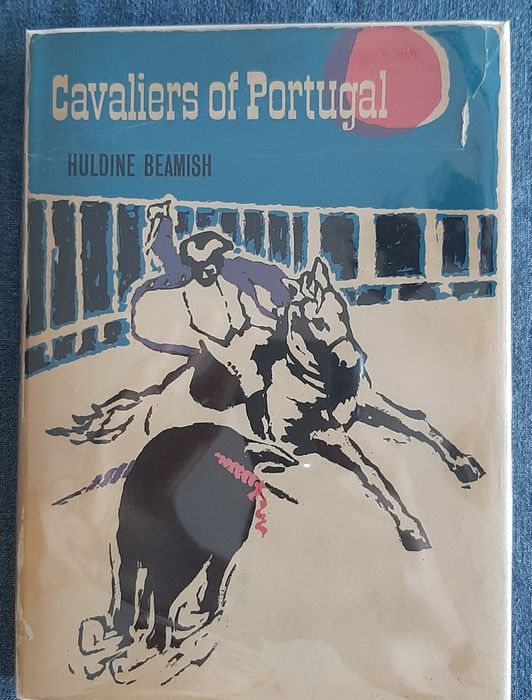 Cavaliers of Portugal
HULDINE BEAMISH